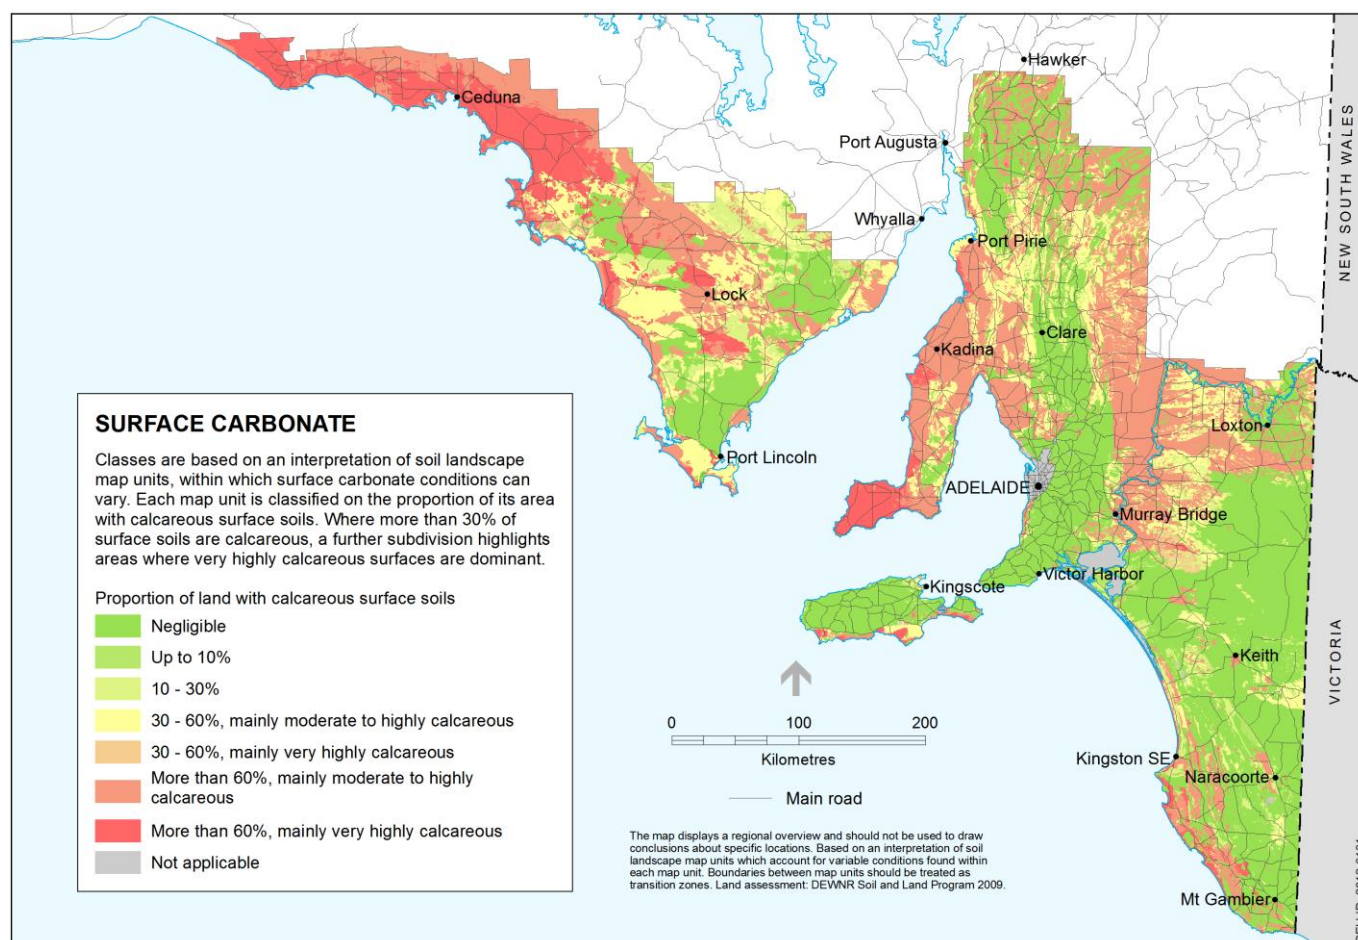 Hawker
Ceduna
Port Augusta
Whyalla
Port Pirie
Lock
Clare
Kadina
Loxton
Port Lincoln
ADELAIDE
Murray Bridge
Kingscote
Victor Harbor
Keith
Kingston SE
Naracoorte
Mt Gambier
NEW SOUTH WALES
VICTORIA
SURFACE CARBONATE
Classes are based on an interpretation of soil landscape
map units, within which surface carbonate conditions can
vary. Each map unit is classified on the proportion of its area
with calcareous surface soils. Where more than 30% of
surface soils are calcareous, a further subdivision highlights
areas where very highly calcareous surfaces are dominant.
Proportion of land with calcareous surface soils
Negligible
Up to 10%
10 - 30%
30 - 60%, mainly moderate to highly calcareous
30 - 60%, mainly very highly calcareous
More than 60%, mainly moderate to highly
calcareous
More than 60%, mainly very highly calcareous
Not applicable
0 100 200
Kilometres
Main road
The map displays a regional overview and should not be used to draw
conclusions about specific locations. Based on an interpretation of soil
landscape map units which account for variable conditions found within
each map unit. Boundaries between map units should be treated as
transition zones. Land assessment: DEWNR Soil and Land Program 2009.